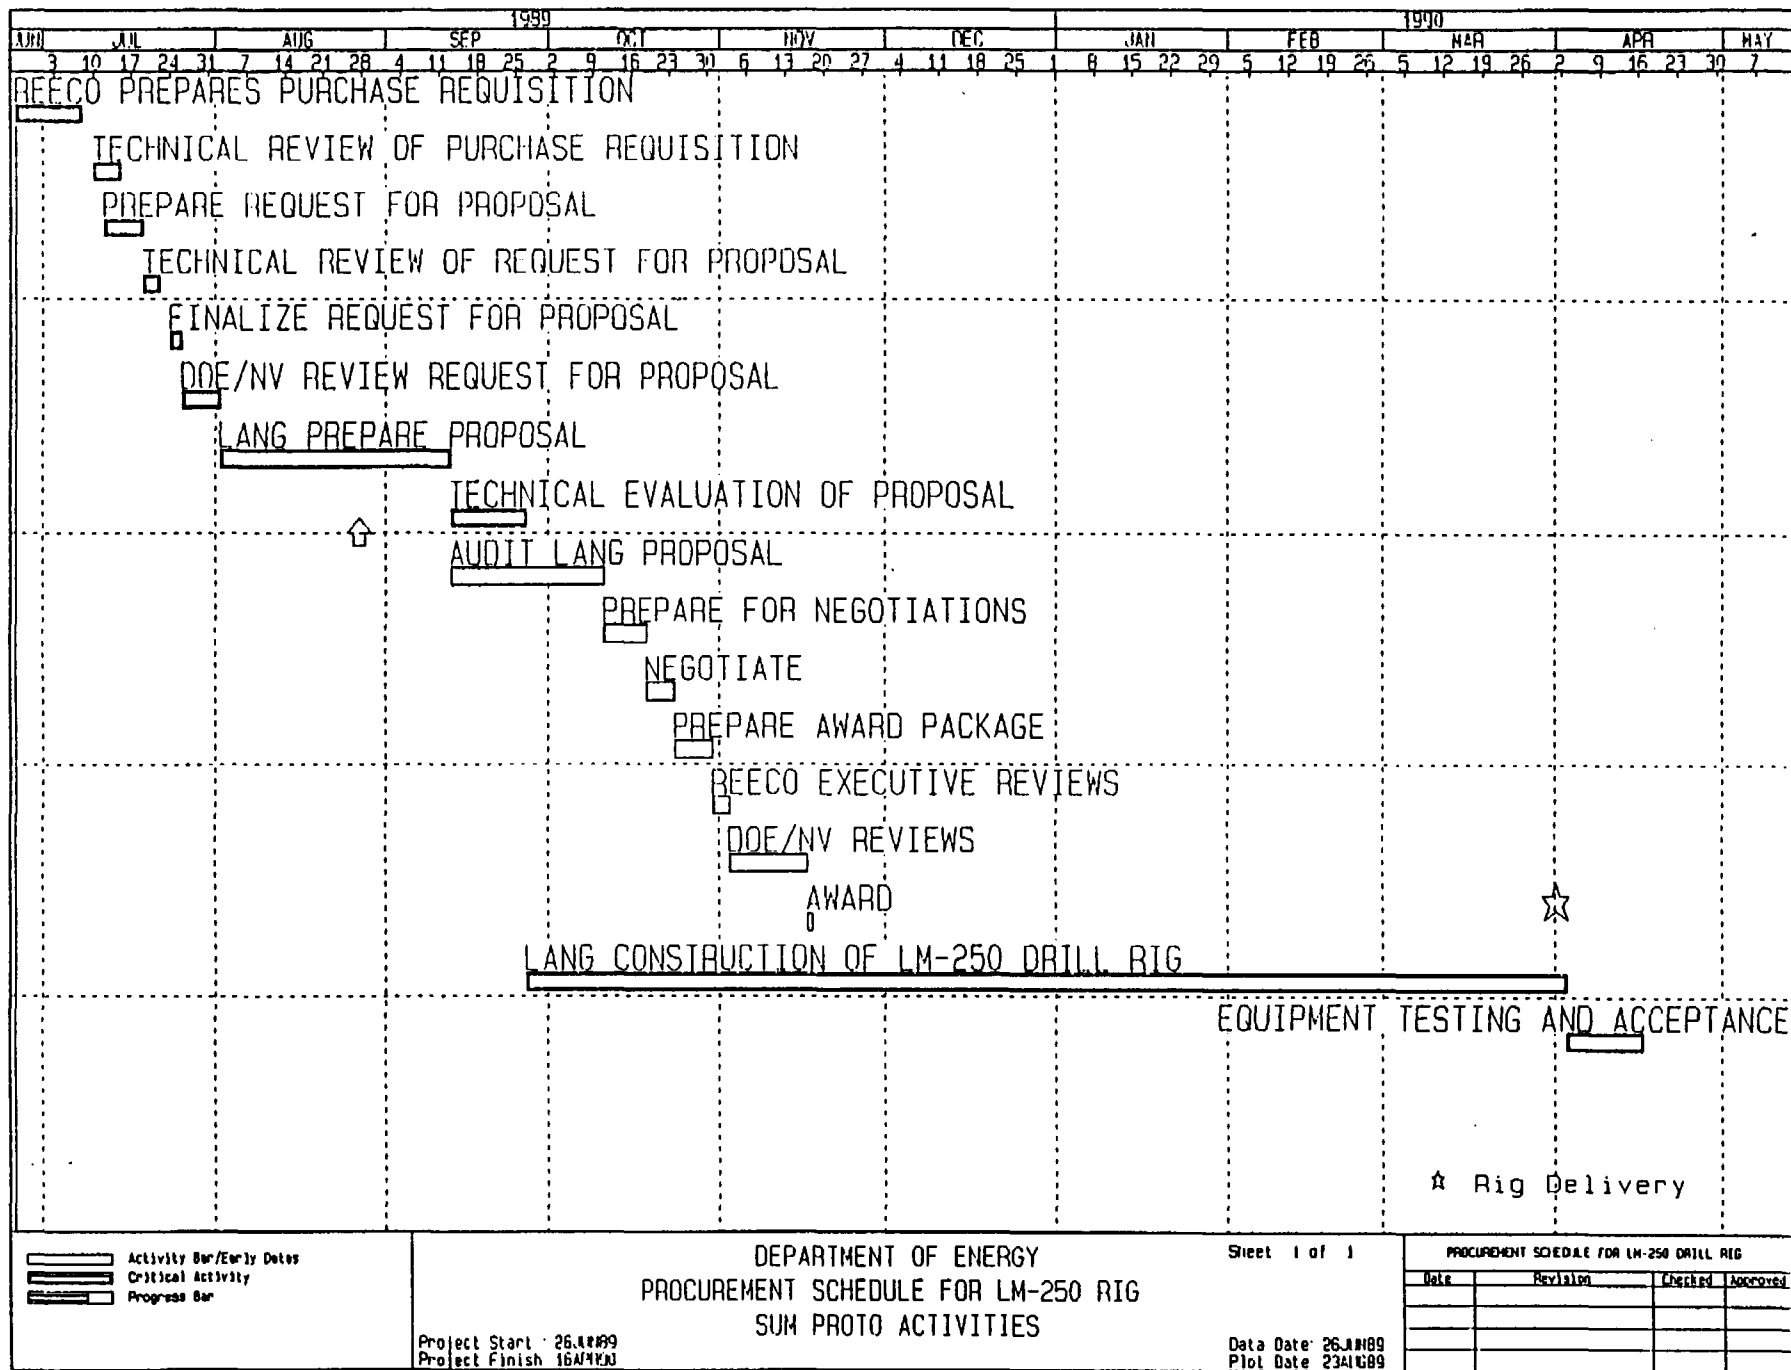 1989 1990
JUN JUL AUG SEP OCT NOV DEC JAN FEB MAR APR MAY
3 10 17 24 31 7 14 21 28 4 11 18 25 2 9 16 23 30 6 13 20 27 4 11 18 25 1 8 15 22 29 5 12 19 26 5 12 19 26 2 9 16 23 30 7
REECO PREPARES PURCHASE REQUISITION
TECHNICAL REVIEW OF PURCHASE REQUISITION
PREPARE REQUEST FOR PROPOSAL
TECHNICAL REVIEW OF REQUEST FOR PROPOSAL
FINALIZE REQUEST FOR PROPOSAL
DOE/NV REVIEW REQUEST FOR PROPOSAL
LANG PREPARE PROPOSAL
TECHNICAL EVALUATION OF PROPOSAL
AUDIT LANG PROPOSAL
PREPARE FOR NEGOTIATIONS
NEGOTIATE
PREPARE AWARD PACKAGE
REECO EXECUTIVE REVIEWS
DOE/NV REVIEWS
AWARD
LANG CONSTRUCTION OF LM-250 DRILL RIG
EQUIPMENT TESTING AND ACCEPTANCE
Rig Delivery
Activity Bar/Early Dates
Critical Activity
Progress Bar
DEPARTMENT OF ENERGY
PROCUREMENT SCHEDULE FOR LM-250 RIG
SUM PROTO ACTIVITIES
Project Start : 26JUN89
Project Finish 16APR90
Sheet 1 of 1
Data Date: 26JUN89
Plot Date 23AUG89
PROCUREMENT SCHEDULE FOR LM-250 DRILL RIG
Date Revision Checked Approved